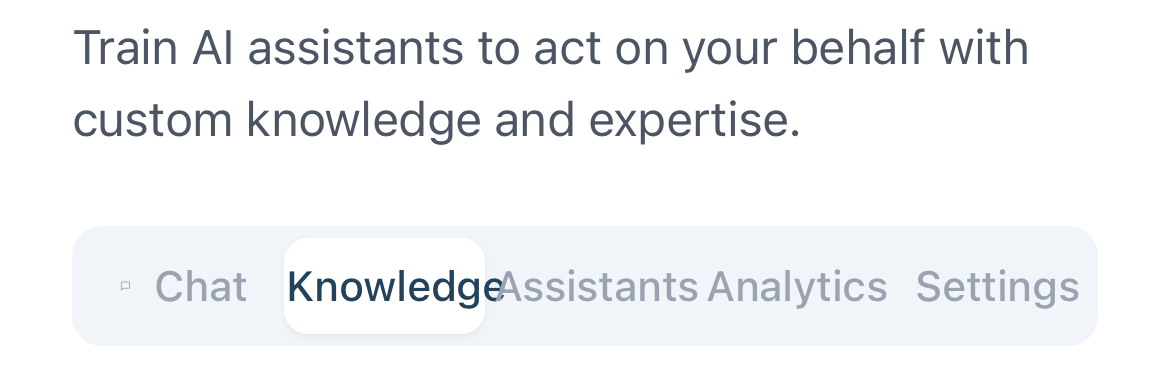 Train AI assistants to act on your behalf with
custom knowledge and expertise.
Chat Knowledge Assistants Analytics Settings